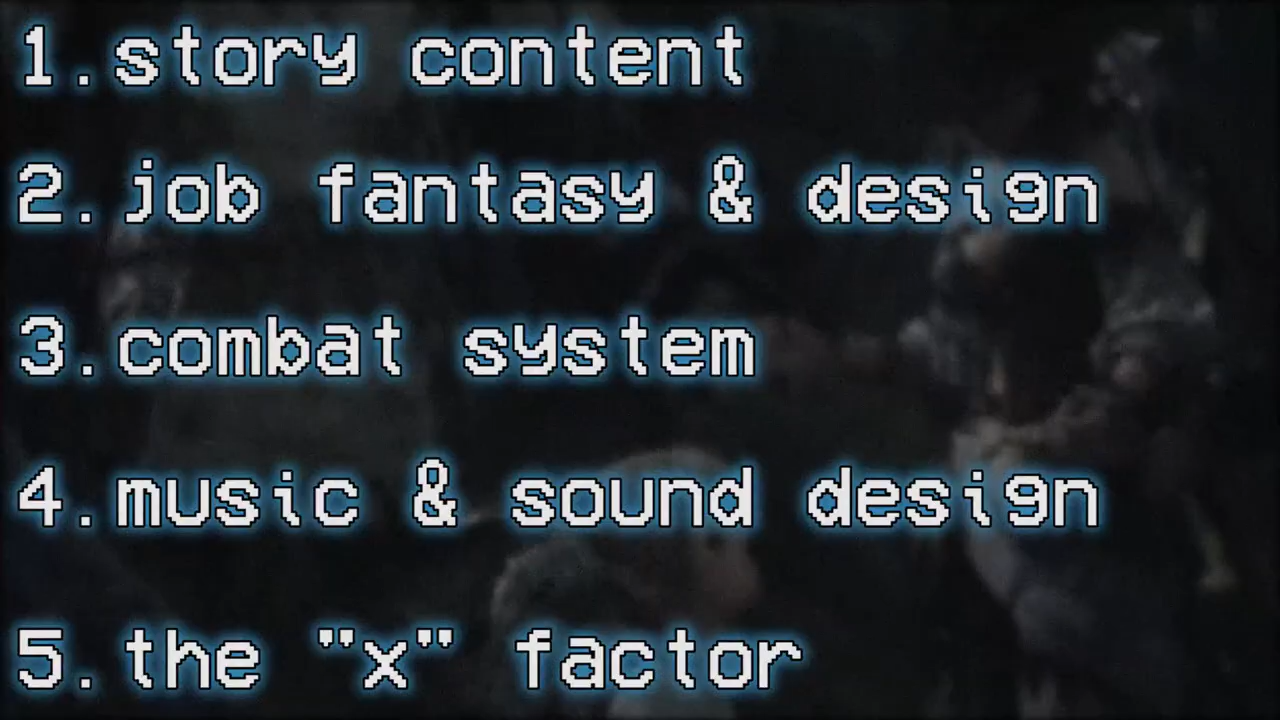 1.story content
2.job fantasy & design
3.combat system
4.music & sound design
5.the "x" factor